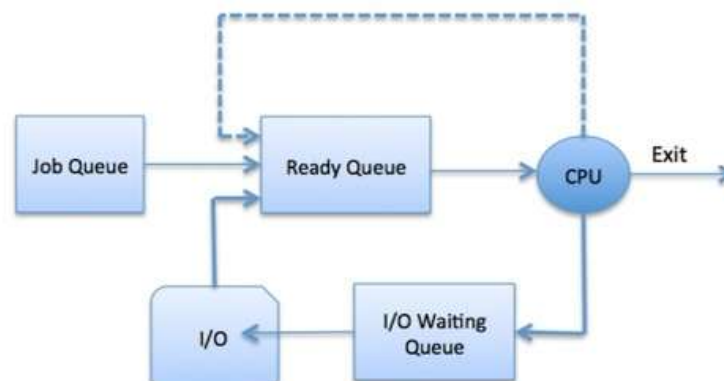 Job Queue
Ready Queue
CPU
Exit
I/O
I/O Waiting
Queue